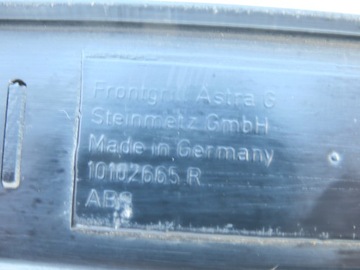 Frontgrill Astra G
Steinmetz GmbH
Made in Germany
10102665 R
ABS